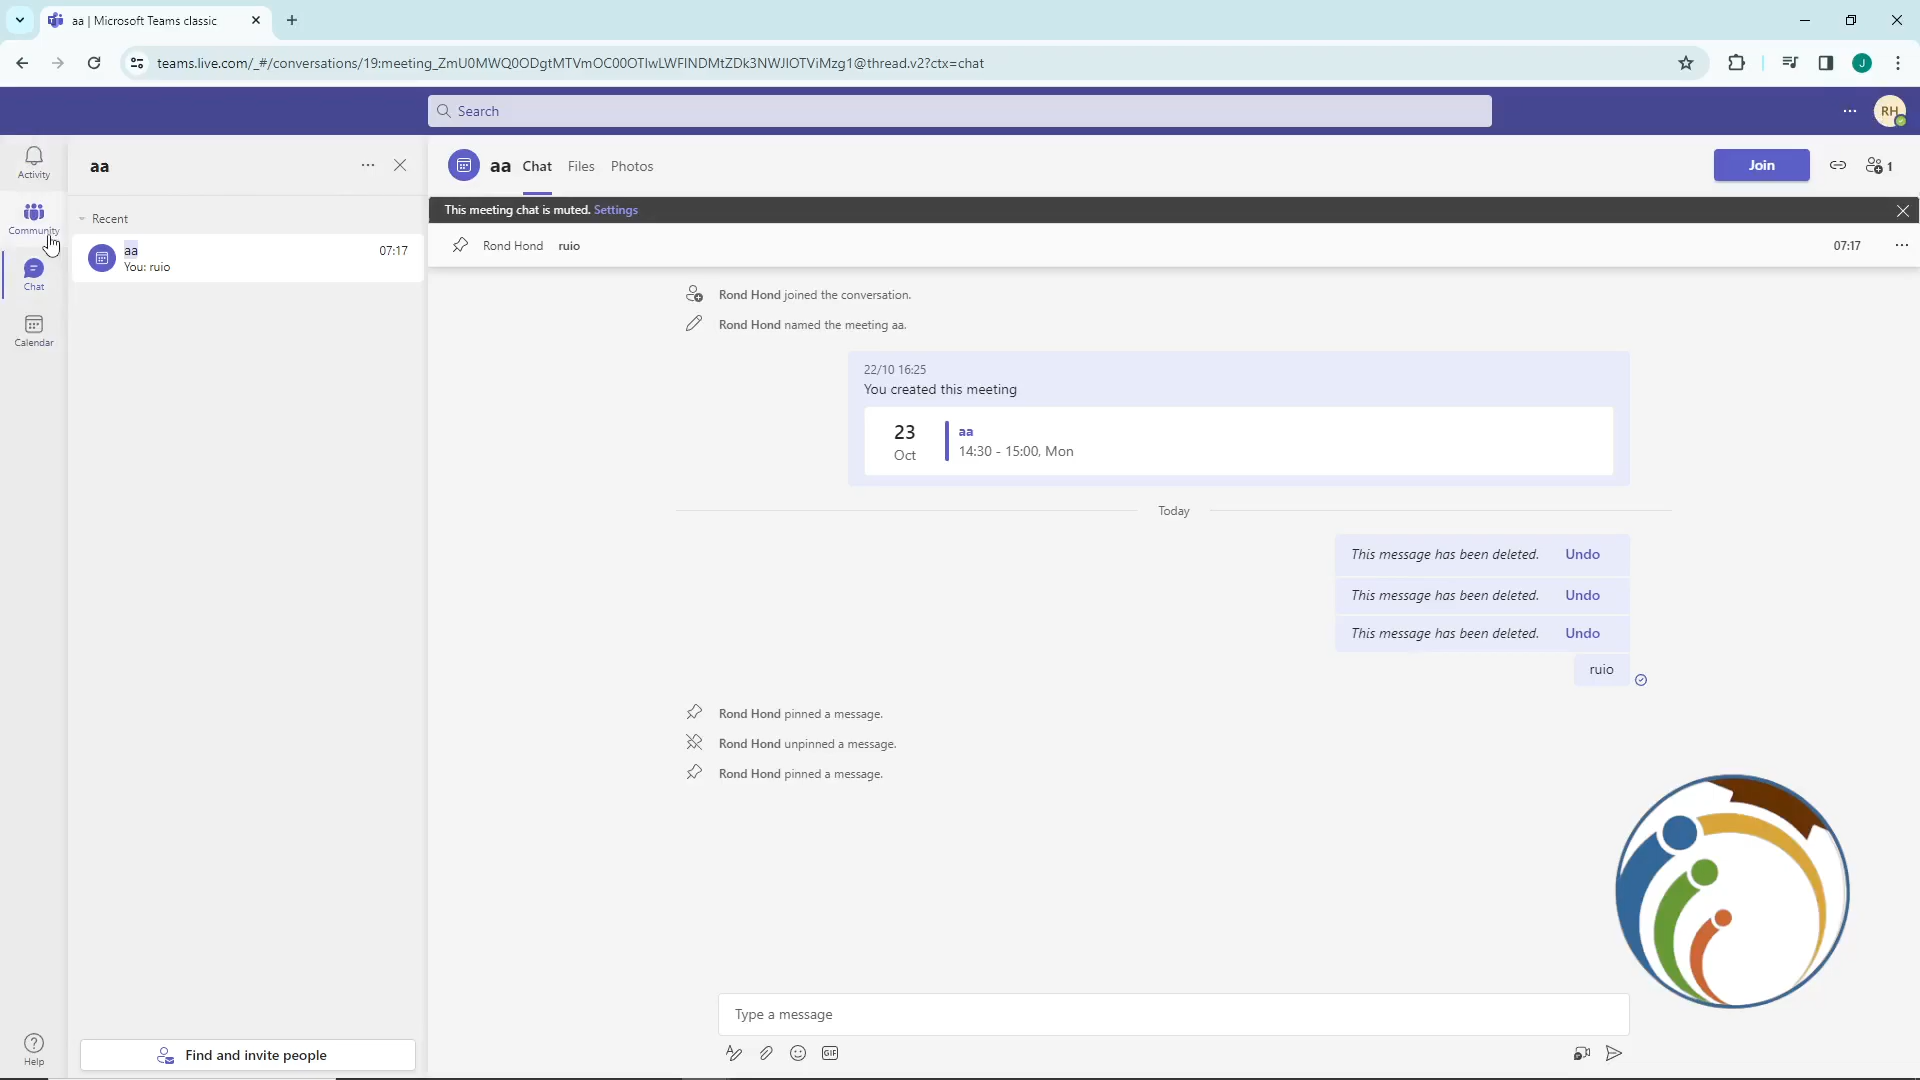 aa | Microsoft Teams classic
teams.live.com/_#/conversations/19:meeting_ZmU0MWQ0ODgtMTVmOC00OTIwLWFlNDMtZDk3NWJlOTViMzg1@thread.v2?ctx=chat
J
Search
RH
Activity
Community
Chat
Calendar
Help
aa
Recent
aa
07:17
You: ruio
Find and invite people
aa Chat Files Photos
Join
1
This meeting chat is muted. Settings
Rond Hond ruio
07:17
Rond Hond joined the conversation.
Rond Hond named the meeting aa.
22/10 16:25
You created this meeting
23
Oct
aa
14:30 - 15:00, Mon
Today
This message has been deleted. Undo
This message has been deleted. Undo
This message has been deleted. Undo
ruio
Rond Hond pinned a message.
Rond Hond unpinned a message.
Rond Hond pinned a message.
Type a message
GIF